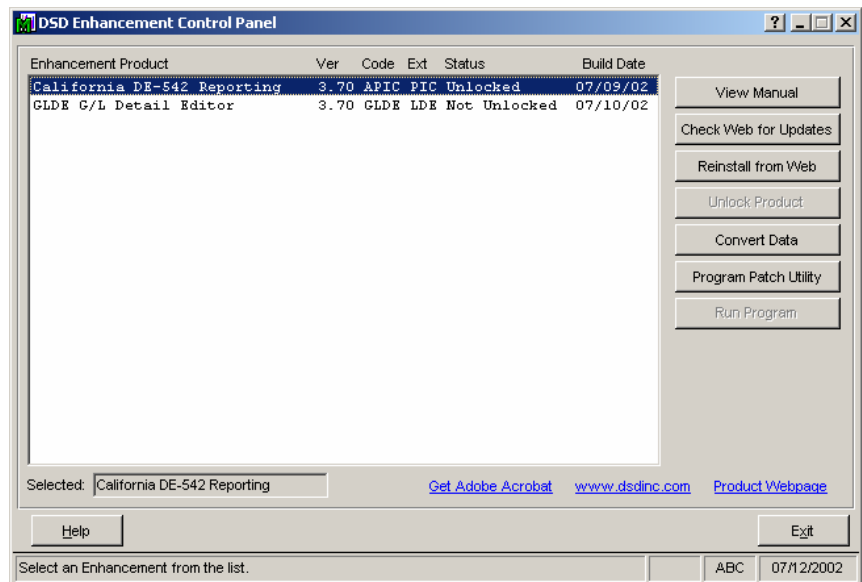 DSD Enhancement Control Panel
Enhancement Product Ver Code Ext Status Build Date
California DE-542 Reporting 3.70 APIC PIC Unlocked 07/09/02
GLDE G/L Detail Editor 3.70 GLDE LDE Not Unlocked 07/10/02
View Manual
Check Web for Updates
Reinstall from Web
Unlock Product
Convert Data
Program Patch Utility
Run Program
Selected: California DE-542 Reporting Get Adobe Acrobat www.dsdinc.com Product Webpage
Help Exit
Select an Enhancement from the list. ABC 07/12/2002